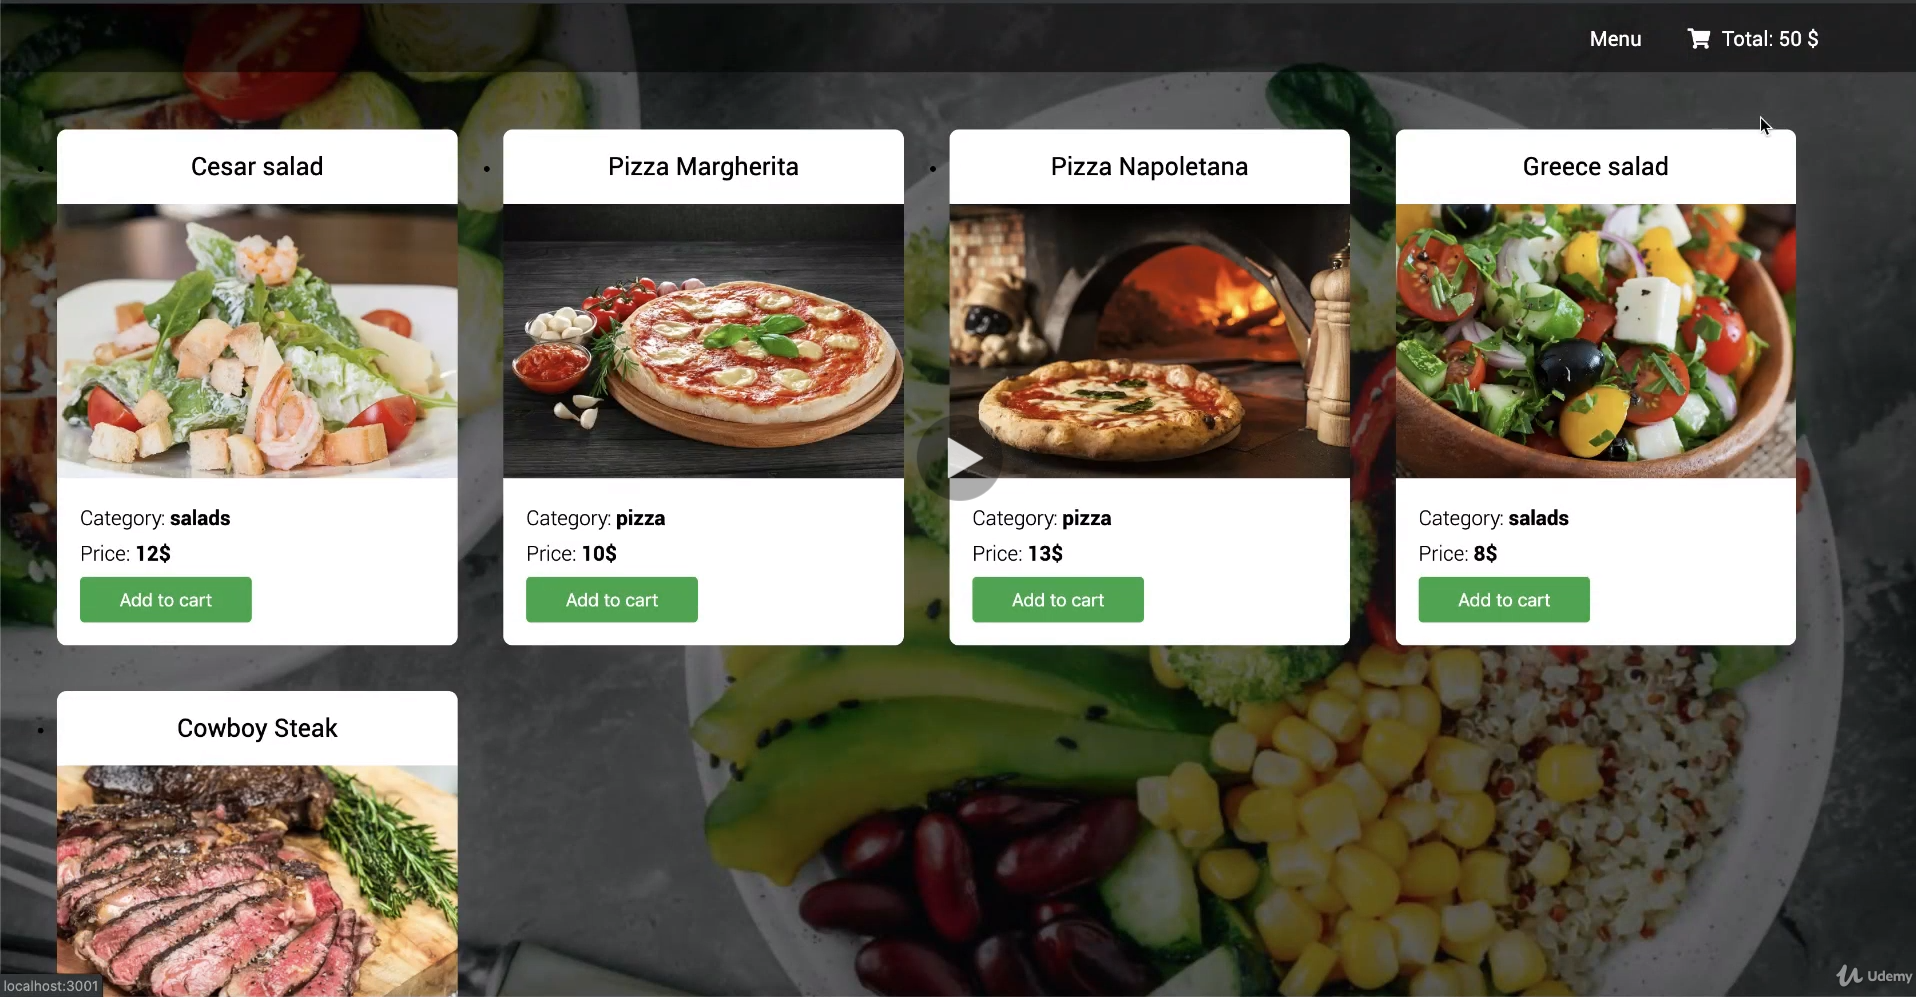 Menu
Total: 50 $
Cesar salad
Pizza Margherita
Pizza Napoletana
Greece salad
Category: salads
Price: 12$
Add to cart
Category: pizza
Price: 10$
Add to cart
Category: pizza
Price: 13$
Add to cart
Category: salads
Price: 8$
Add to cart
Cowboy Steak
localhost:3001
Udemy